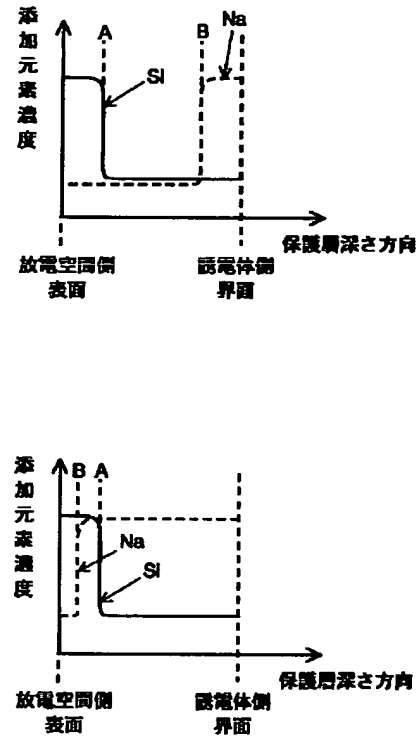 添加元素濃度
A
B
Na
Si
保護層深さ方向
放電空間側
表面
誘電体側
界面
添加元素濃度
B
A
Na
Si
保護層深さ方向
放電空間側
表面
誘電体側
界面